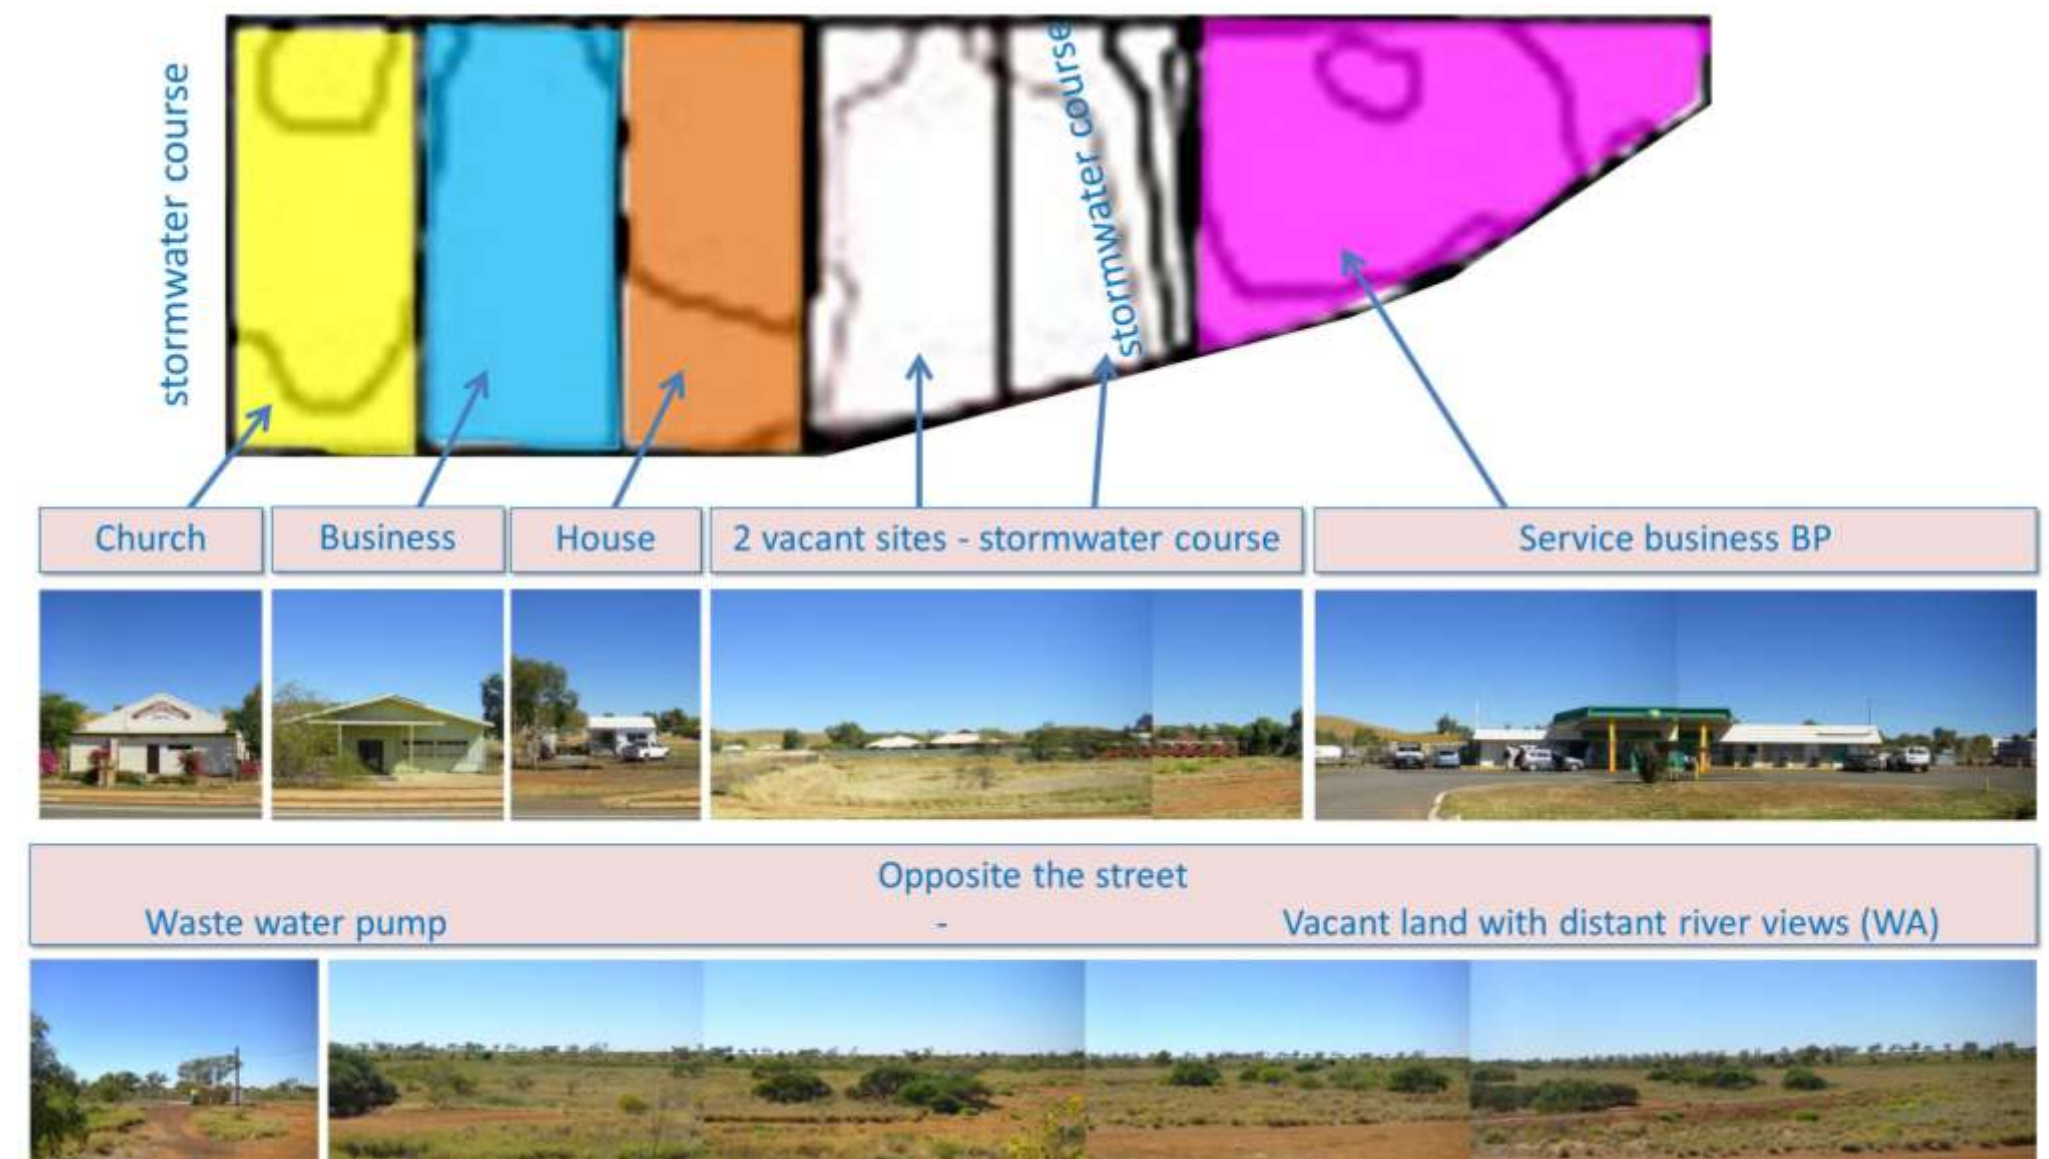 stormwater course
stormwater course
Church
Business
House
2 vacant sites - stormwater course
Service business BP
Opposite the street
Waste water pump - Vacant land with distant river views (WA)